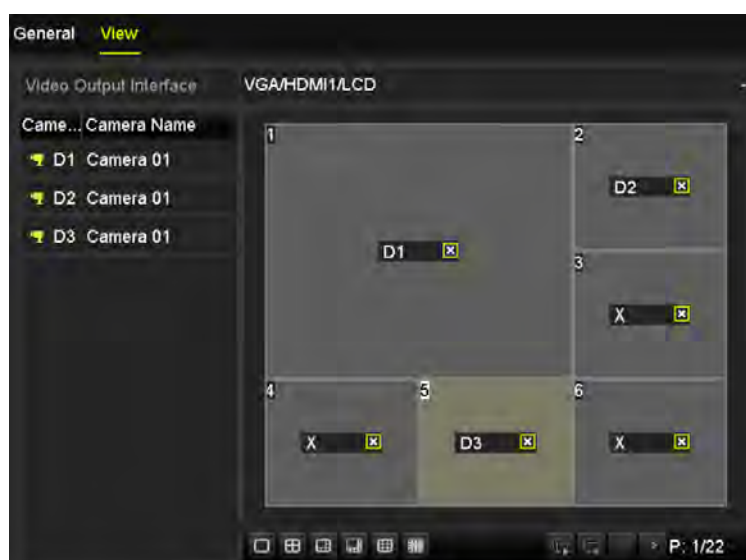 General View
Video Output Interface VGA/HDMI1/LCD
Came... Camera Name
D1 Camera 01
D2 Camera 01
D3 Camera 01
1
2
D2
D1
3
X
4
5
6
X
D3
X
P: 1/22